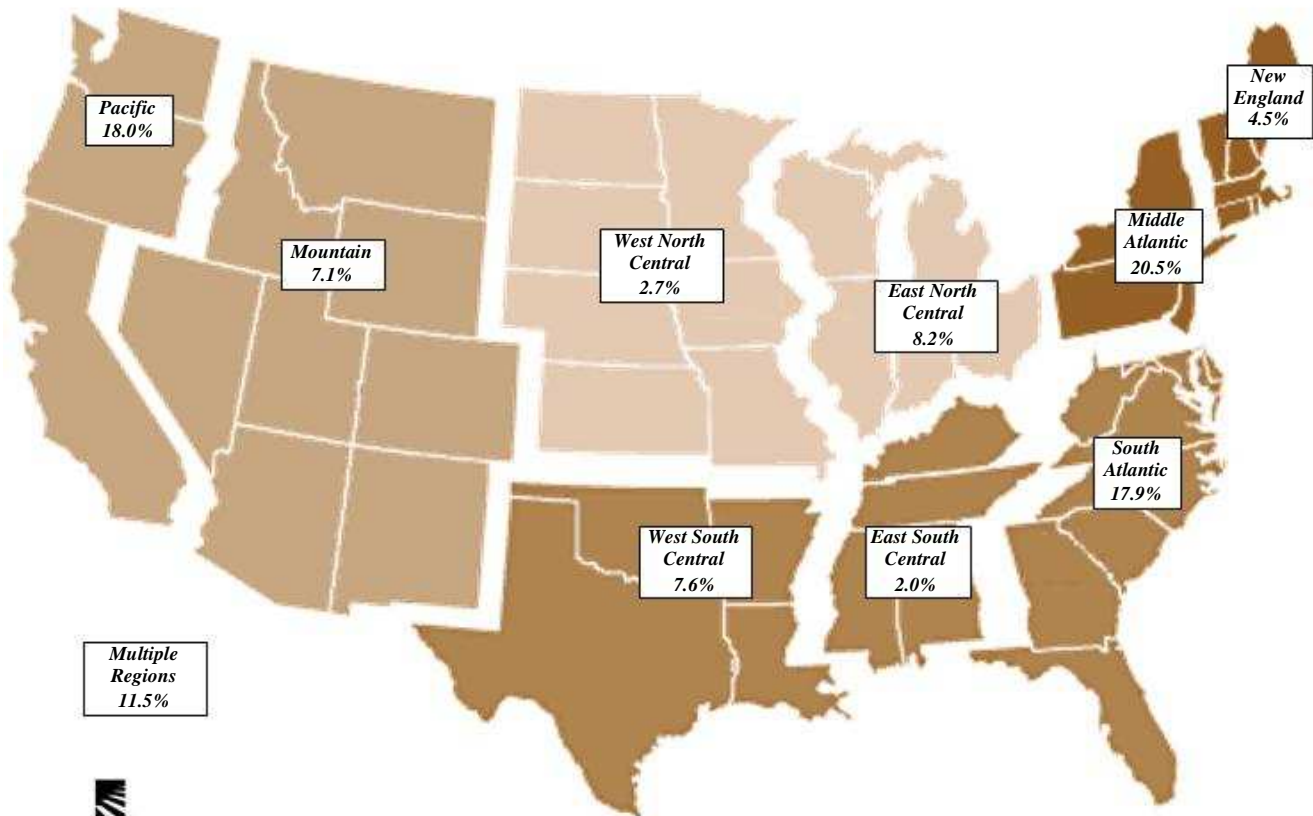 Pacific
18.0%
Mountain
7.1%
West North
Central
2.7%
East North
Central
8.2%
New
England
4.5%
Middle
Atlantic
20.5%
South
Atlantic
17.9%
West South
Central
7.6%
East South
Central
2.0%
Multiple
Regions
11.5%